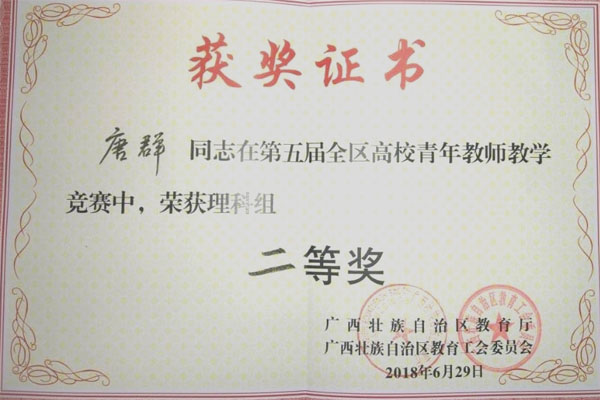 获奖证书
唐群 同志在第五届全区高校青年教师教学
竞赛中，荣获理科组
二等奖
广西壮族自治区教育厅
广西壮族自治区教育工会委员会
2018年6月29日